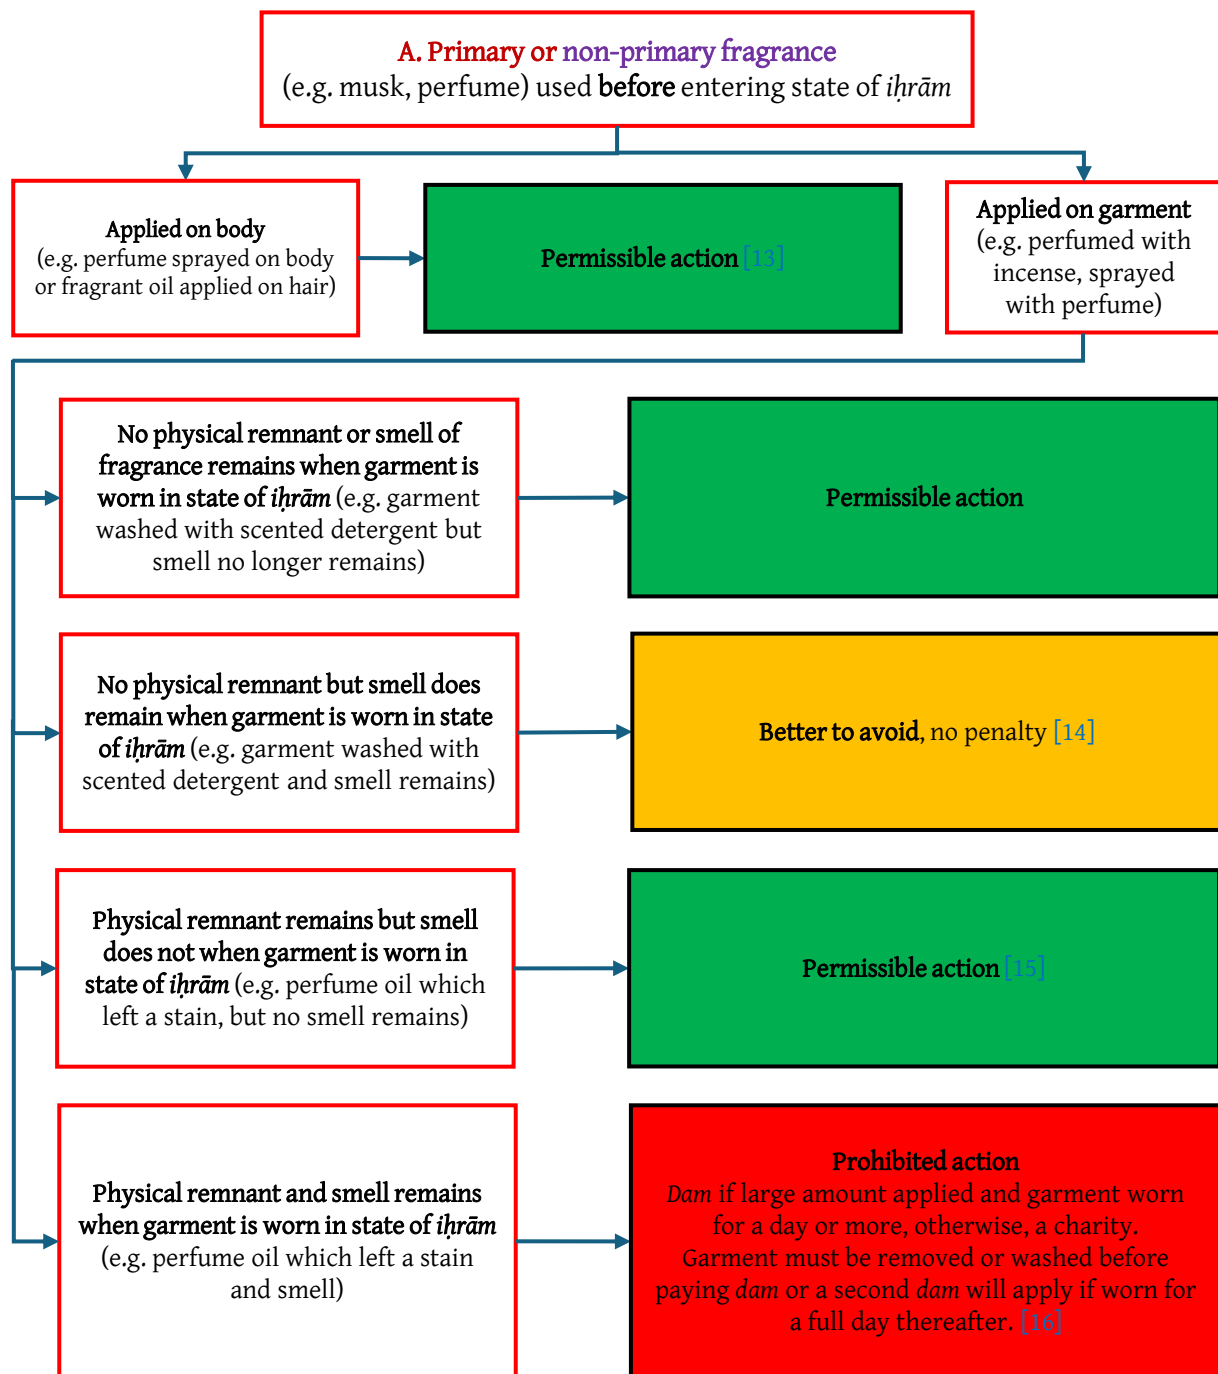 A. Primary or non-primary fragrance
(e.g. musk, perfume) used before entering state of iḥrām
Applied on body
(e.g. perfume sprayed on body
or fragrant oil applied on hair)
Permissible action [13]
Applied on garment
(e.g. perfumed with
incense, sprayed
with perfume)
No physical remnant or smell of
fragrance remains when garment is
worn in state of iḥrām (e.g. garment
washed with scented detergent but
smell no longer remains)
Permissible action
No physical remnant but smell does
remain when garment is worn in state
of iḥrām (e.g. garment washed with
scented detergent and smell remains)
Better to avoid, no penalty [14]
Physical remnant remains but smell
does not when garment is worn in
state of iḥrām (e.g. perfume oil which
left a stain, but no smell remains)
Permissible action [15]
Physical remnant and smell remains
when garment is worn in state of iḥrām
(e.g. perfume oil which left a stain
and smell)
Prohibited action
Dam if large amount applied and garment worn
for a day or more, otherwise, a charity.
Garment must be removed or washed before
paying dam or a second dam will apply if worn for
a full day thereafter. [16]